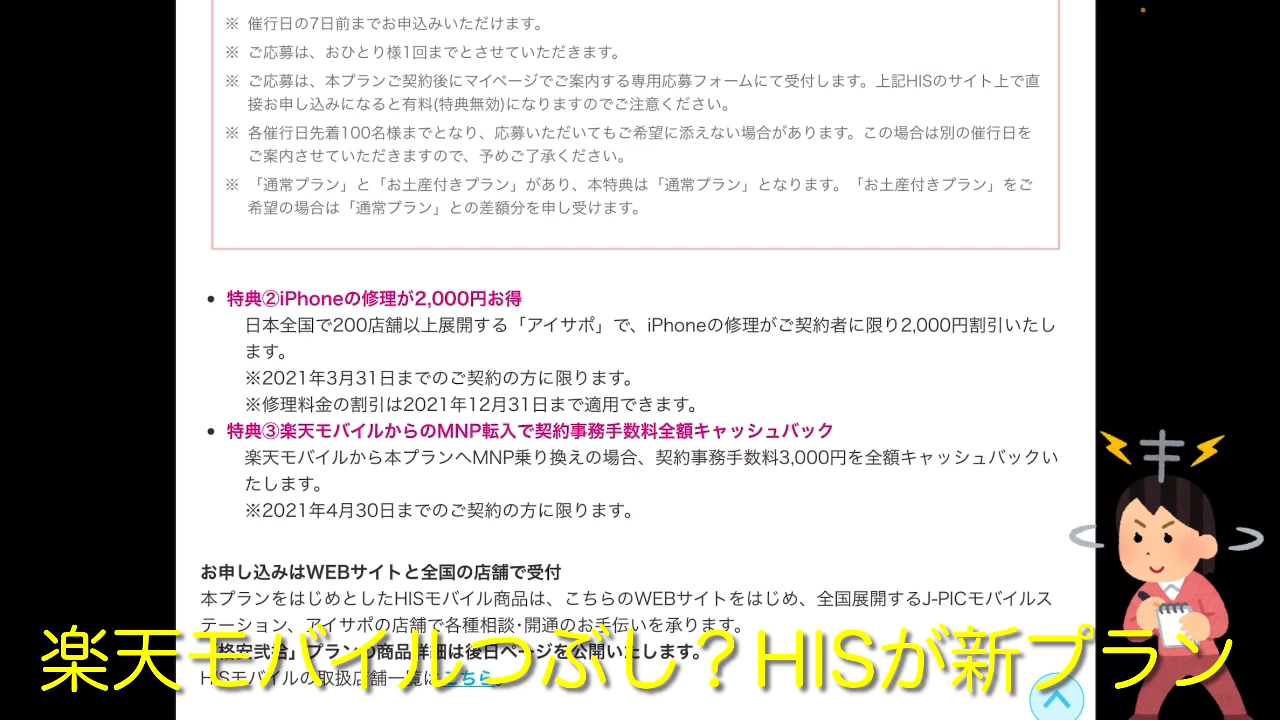 ※ 催行日の7日前までお申込みいただけます。
※ ご応募は、おひとり様1回までとさせていただきます。
※ ご応募は、本プランご契約後にマイページでご案内する専用応募フォームにて受付します。上記HISのサイト上で直
接お申し込みになると有料(特典無効)になりますのでご注意ください。
※ 各催行日先着100名様までとなり、応募いただいてもご希望に添えない場合があります。この場合は別の催行日を
ご案内させていただきますので、予めご了承ください。
※ 「通常プラン」と「お土産付きプラン」があり、本特典は「通常プラン」となります。「お土産付きプラン」をご
希望の場合は「通常プラン」との差額分を申し受けます。
• 特典②iPhoneの修理が2,000円お得
日本全国で200店舗以上展開する「アイサポ」で、iPhoneの修理がご契約者に限り2,000円割引いたし
ます。
※2021年3月31日までのご契約の方に限ります。
※修理料金の割引は2021年12月31日まで適用できます。
• 特典③楽天モバイルからのMNP転入で契約事務手数料全額キャッシュバック
楽天モバイルから本プランへMNP乗り換えの場合、契約事務手数料3,000円を全額キャッシュバックい
たします。
※2021年4月30日までのご契約の方に限ります。
お申し込みはWEBサイトと全国の店舗で受付
本プランをはじめとしたHISモバイル商品は、こちらのWEBサイトをはじめ、全国展開するJ-PICモバイルス
テーション、アイサポの店舗で各種相談・開通のお手伝いを承ります。
「格安弐拾」プランの商品詳細は後日ページを公開いたします。
HISモバイルの取扱店舗一覧はこちら。
楽天モバイルつぶし？HISが新プラン